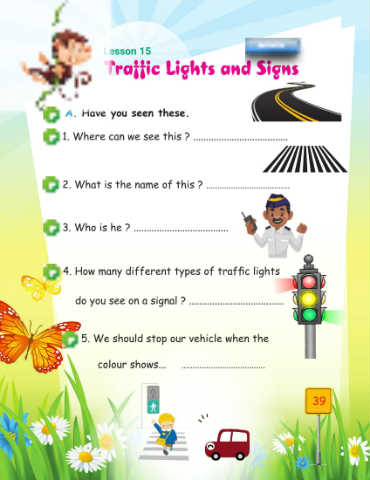 Lesson 15
Traffic Lights and Signs
A. Have you seen these.
1. Where can we see this ? ....................................
2. What is the name of this ? ................................
3. Who is he ? ....................................
4. How many different types of traffic lights
do you see on a signal ? ....................................
5. We should stop our vehicle when the
colour shows... ................................
39